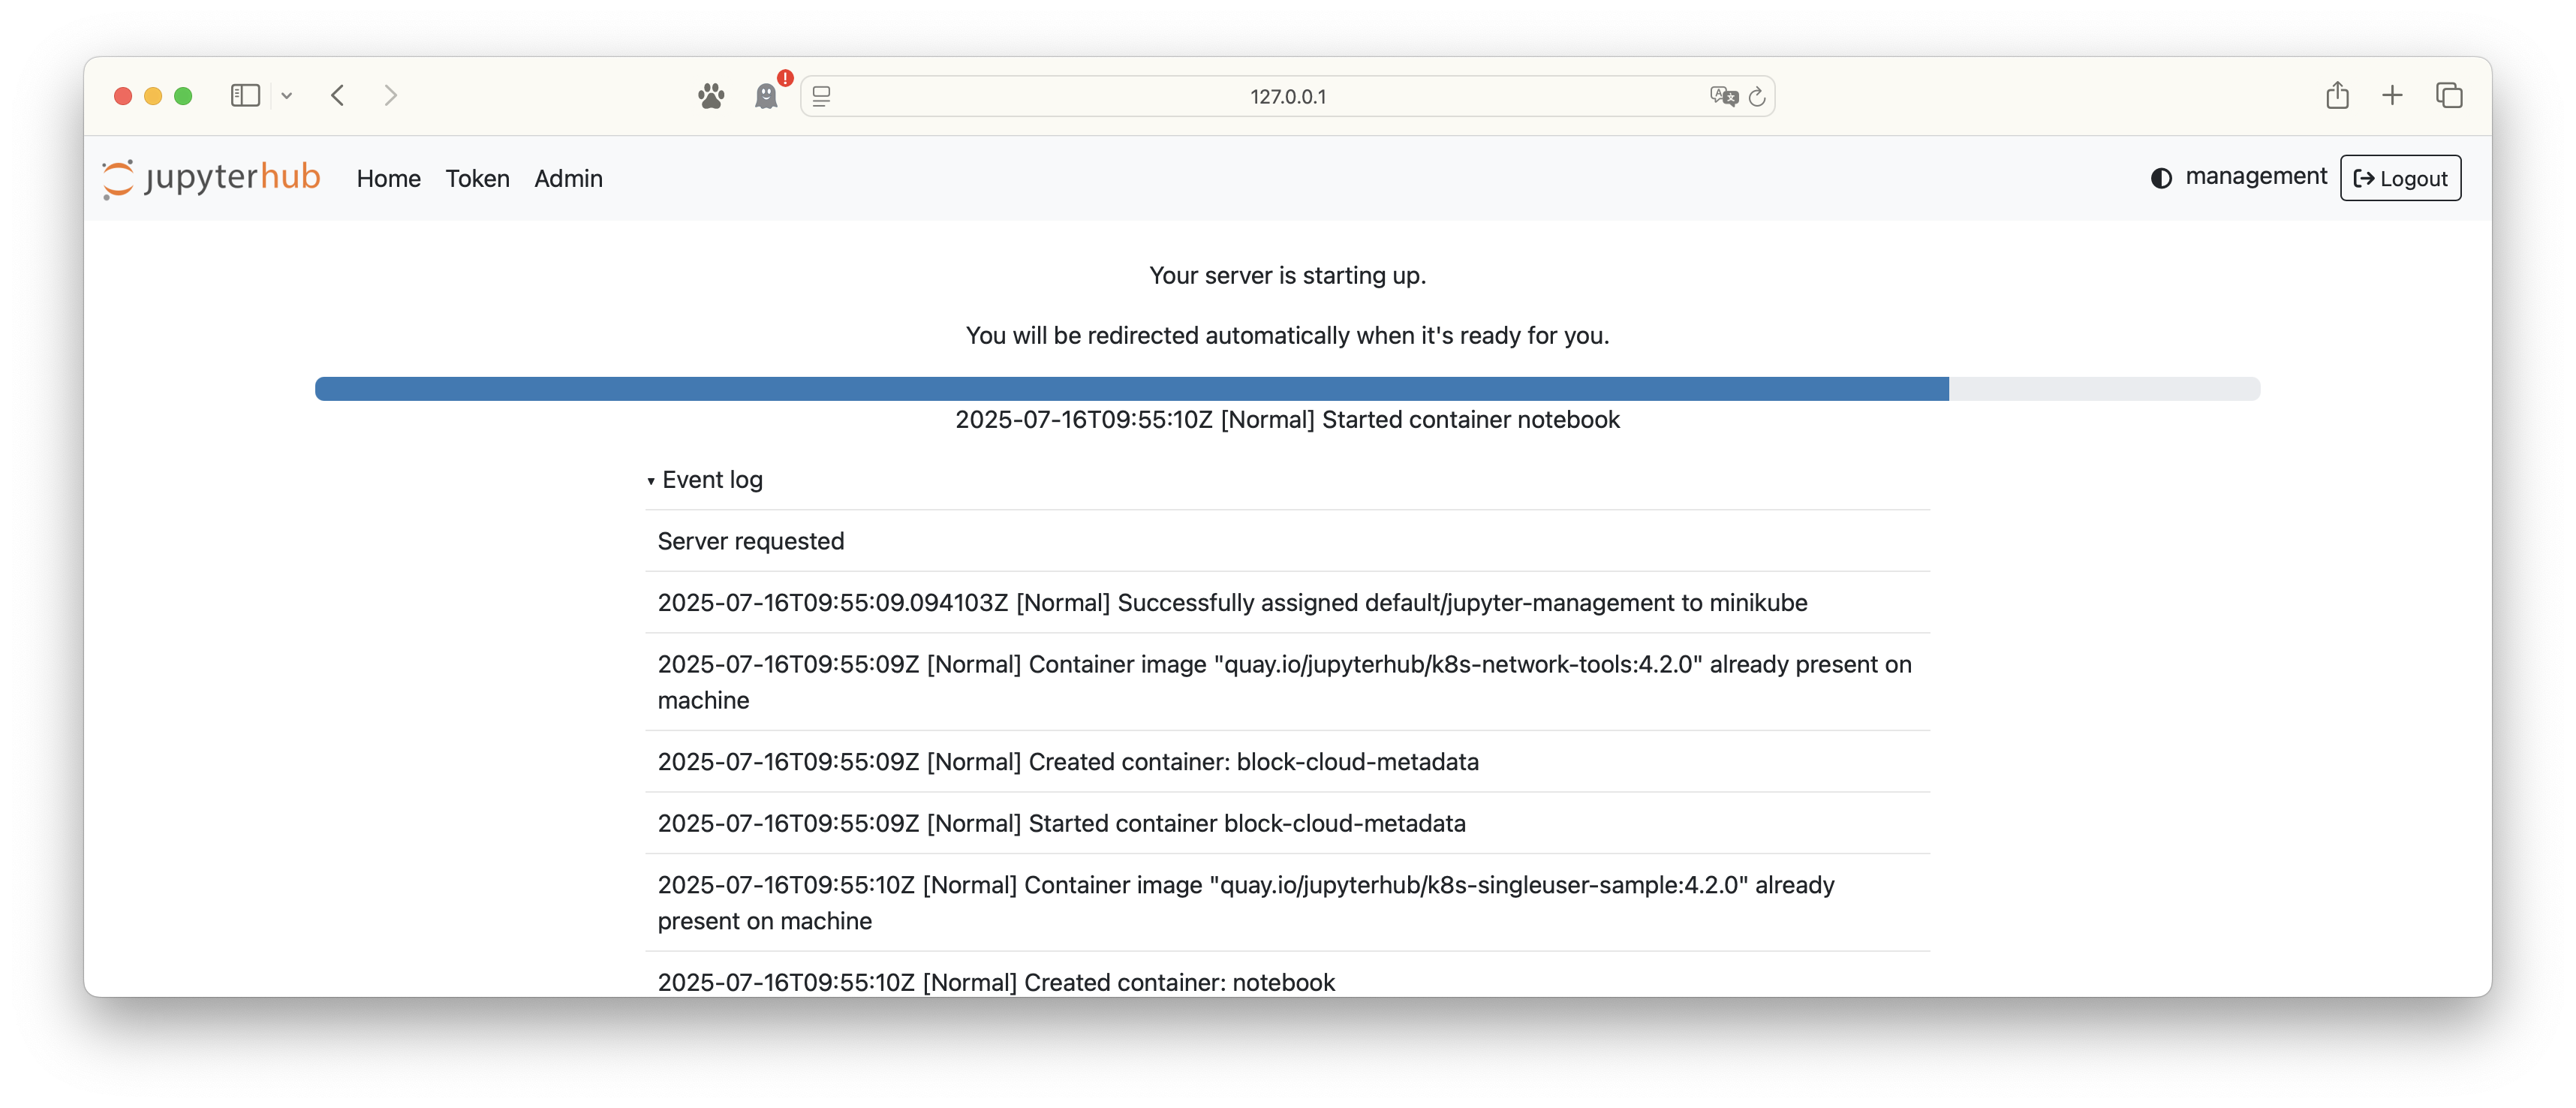 127.0.0.1
jupyterhub Home Token Admin management Logout
Your server is starting up.
You will be redirected automatically when it's ready for you.
2025-07-16T09:55:10Z [Normal] Started container notebook
Event log
Server requested
2025-07-16T09:55:09.094103Z [Normal] Successfully assigned default/jupyter-management to minikube
2025-07-16T09:55:09Z [Normal] Container image "quay.io/jupyterhub/k8s-network-tools:4.2.0" already present on
machine
2025-07-16T09:55:09Z [Normal] Created container: block-cloud-metadata
2025-07-16T09:55:09Z [Normal] Started container block-cloud-metadata
2025-07-16T09:55:10Z [Normal] Container image "quay.io/jupyterhub/k8s-singleuser-sample:4.2.0" already
present on machine
2025-07-16T09:55:10Z [Normal] Created container: notebook